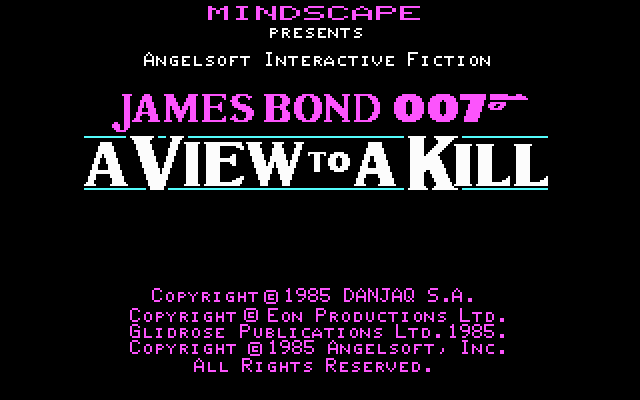 MINDSCAPE
PRESENTS
ANGELSOFT INTERACTIVE FICTION
JAMES BOND 007
A VIEW TO A KILL
COPYRIGHT © 1985 DANJAQ S.A.
COPYRIGHT © EON PRODUCTIONS LTD.
GLIDROSE PUBLICATIONS LTD. 1985.
COPYRIGHT © 1985 ANGELSOFT, INC.
ALL RIGHTS RESERVED.